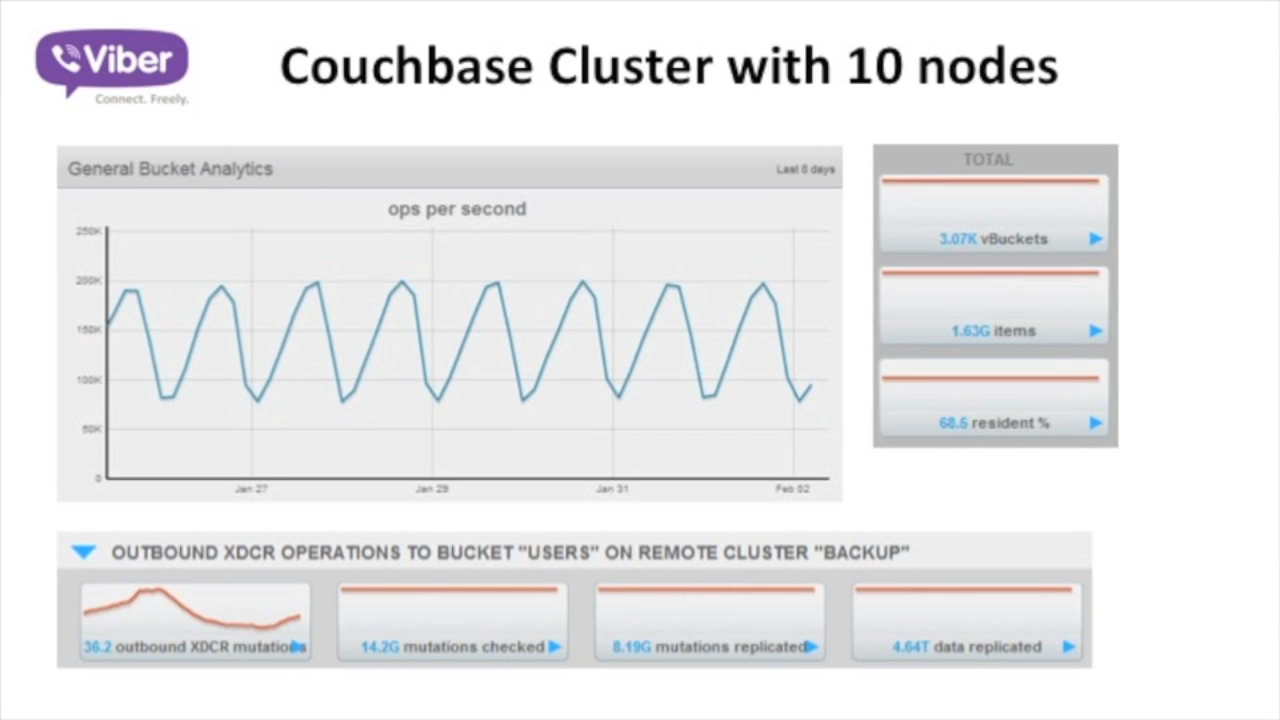 Viber
Connect. Freely.
Couchbase Cluster with 10 nodes
General Bucket Analytics
Last 8 days
ops per second
250K
200K
150K
100K
50K
0
Jan 27
Jan 29
Jan 31
Feb 02
TOTAL
3.07K vBuckets
1.63G items
68.5 resident %
OUTBOUND XDCR OPERATIONS TO BUCKET "USERS" ON REMOTE CLUSTER "BACKUP"
36.2 outbound XDCR mutations
14.2G mutations checked
8.19G mutations replicated
4.64T data replicated